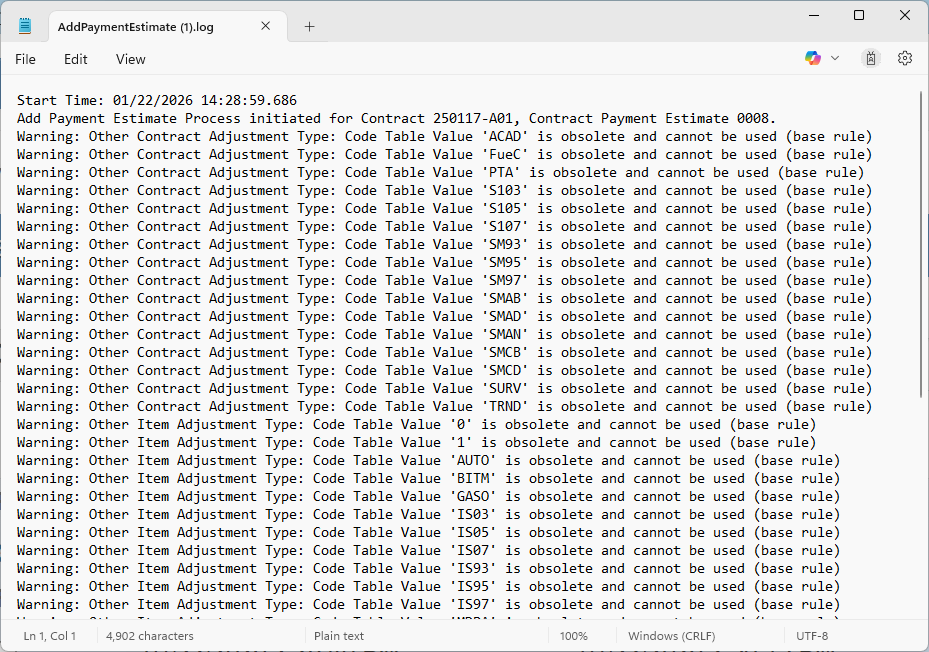 AddPaymentEstimate (1).log
File Edit View
Start Time: 01/22/2026 14:28:59.686
Add Payment Estimate Process initiated for Contract 250117-A01, Contract Payment Estimate 0008.
Warning: Other Contract Adjustment Type: Code Table Value 'ACAD' is obsolete and cannot be used (base rule)
Warning: Other Contract Adjustment Type: Code Table Value 'FueC' is obsolete and cannot be used (base rule)
Warning: Other Contract Adjustment Type: Code Table Value 'PTA' is obsolete and cannot be used (base rule)
Warning: Other Contract Adjustment Type: Code Table Value 'S103' is obsolete and cannot be used (base rule)
Warning: Other Contract Adjustment Type: Code Table Value 'S105' is obsolete and cannot be used (base rule)
Warning: Other Contract Adjustment Type: Code Table Value 'S107' is obsolete and cannot be used (base rule)
Warning: Other Contract Adjustment Type: Code Table Value 'SM93' is obsolete and cannot be used (base rule)
Warning: Other Contract Adjustment Type: Code Table Value 'SM95' is obsolete and cannot be used (base rule)
Warning: Other Contract Adjustment Type: Code Table Value 'SM97' is obsolete and cannot be used (base rule)
Warning: Other Contract Adjustment Type: Code Table Value 'SMAB' is obsolete and cannot be used (base rule)
Warning: Other Contract Adjustment Type: Code Table Value 'SMAD' is obsolete and cannot be used (base rule)
Warning: Other Contract Adjustment Type: Code Table Value 'SMAN' is obsolete and cannot be used (base rule)
Warning: Other Contract Adjustment Type: Code Table Value 'SMCB' is obsolete and cannot be used (base rule)
Warning: Other Contract Adjustment Type: Code Table Value 'SMCD' is obsolete and cannot be used (base rule)
Warning: Other Contract Adjustment Type: Code Table Value 'SURV' is obsolete and cannot be used (base rule)
Warning: Other Contract Adjustment Type: Code Table Value 'TRND' is obsolete and cannot be used (base rule)
Warning: Other Item Adjustment Type: Code Table Value '0' is obsolete and cannot be used (base rule)
Warning: Other Item Adjustment Type: Code Table Value '1' is obsolete and cannot be used (base rule)
Warning: Other Item Adjustment Type: Code Table Value 'AUTO' is obsolete and cannot be used (base rule)
Warning: Other Item Adjustment Type: Code Table Value 'BITM' is obsolete and cannot be used (base rule)
Warning: Other Item Adjustment Type: Code Table Value 'GASO' is obsolete and cannot be used (base rule)
Warning: Other Item Adjustment Type: Code Table Value 'IS03' is obsolete and cannot be used (base rule)
Warning: Other Item Adjustment Type: Code Table Value 'IS05' is obsolete and cannot be used (base rule)
Warning: Other Item Adjustment Type: Code Table Value 'IS07' is obsolete and cannot be used (base rule)
Warning: Other Item Adjustment Type: Code Table Value 'IS93' is obsolete and cannot be used (base rule)
Warning: Other Item Adjustment Type: Code Table Value 'IS95' is obsolete and cannot be used (base rule)
Warning: Other Item Adjustment Type: Code Table Value 'IS97' is obsolete and cannot be used (base rule)
Ln 1, Col 1 4,902 characters Plain text 100% Windows (CRLF) UTF-8